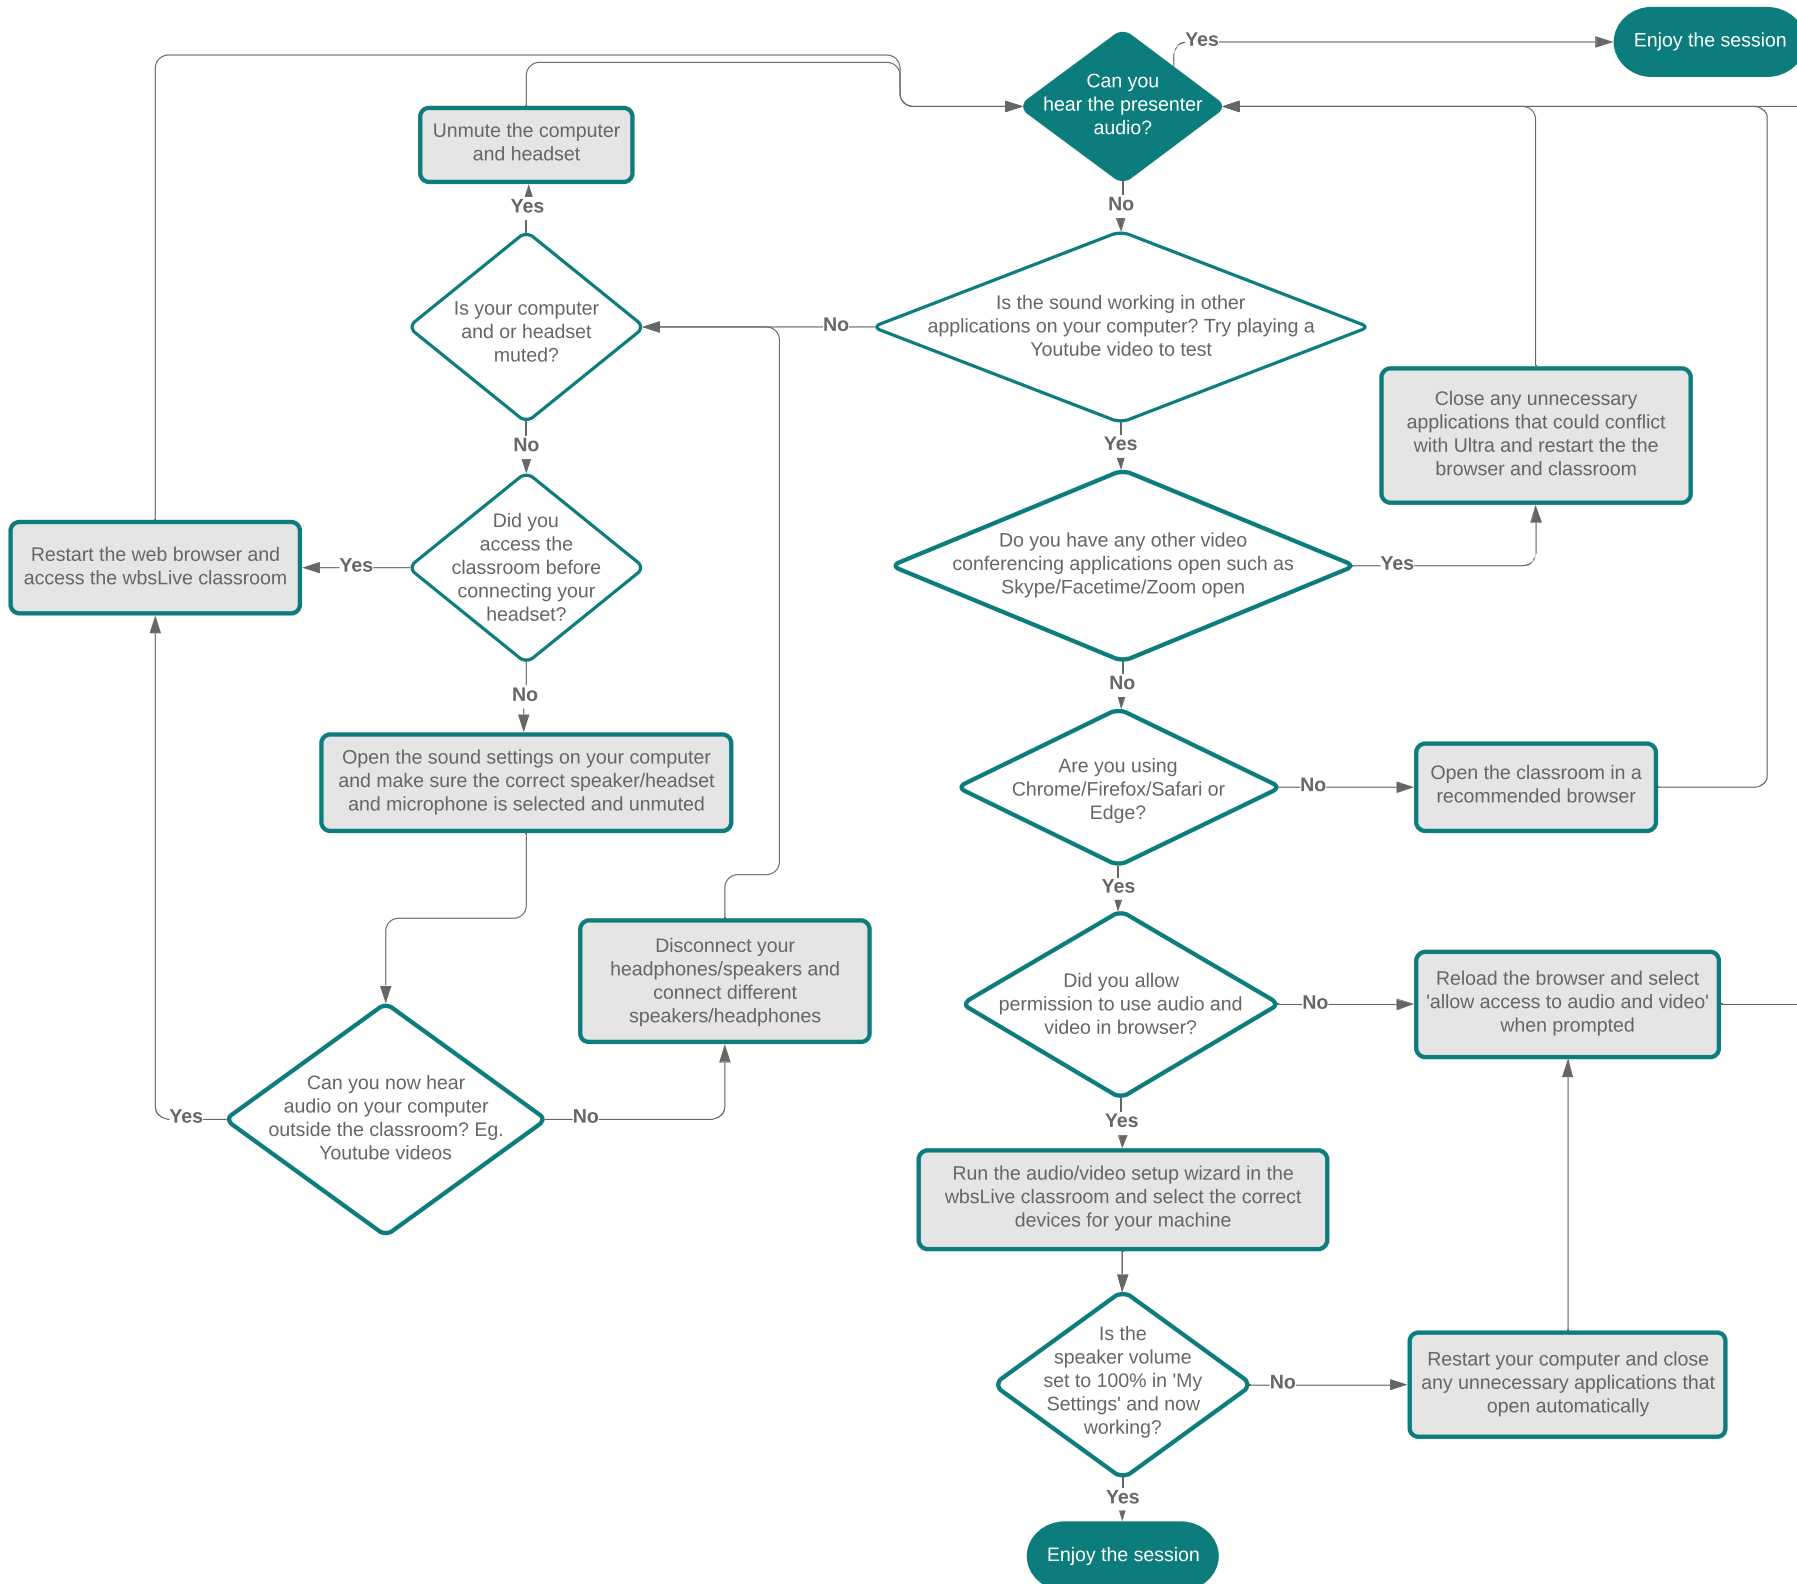 Yes
Enjoy the session
Can you
hear the presenter
audio?
Unmute the computer
and headset
Yes
No
Is your computer
and or headset
muted?
No
Is the sound working in other
applications on your computer? Try playing a
Youtube video to test
Close any unnecessary
applications that could conflict
with Ultra and restart the the
browser and classroom
No
Yes
Did you
access the
classroom before
connecting your
headset?
Yes
Restart the web browser and
access the wbsLive classroom
Do you have any other video
conferencing applications open such as
Skype/Facetime/Zoom open
Yes
No
No
Open the sound settings on your computer
and make sure the correct speaker/headset
and microphone is selected and unmuted
Are you using
Chrome/Firefox/Safari or
Edge?
No
Open the classroom in a
recommended browser
Yes
Disconnect your
headphones/speakers and
connect different
speakers/headphones
Did you allow
permission to use audio and
video in browser?
No
Reload the browser and select
'allow access to audio and video'
when prompted
Can you now hear
audio on your computer
outside the classroom? Eg.
Youtube videos
Yes
No
Yes
Run the audio/video setup wizard in the
wbsLive classroom and select the correct
devices for your machine
Is the
speaker volume
set to 100% in 'My
Settings' and now
working?
No
Restart your computer and close
any unnecessary applications that
open automatically
Yes
Enjoy the session